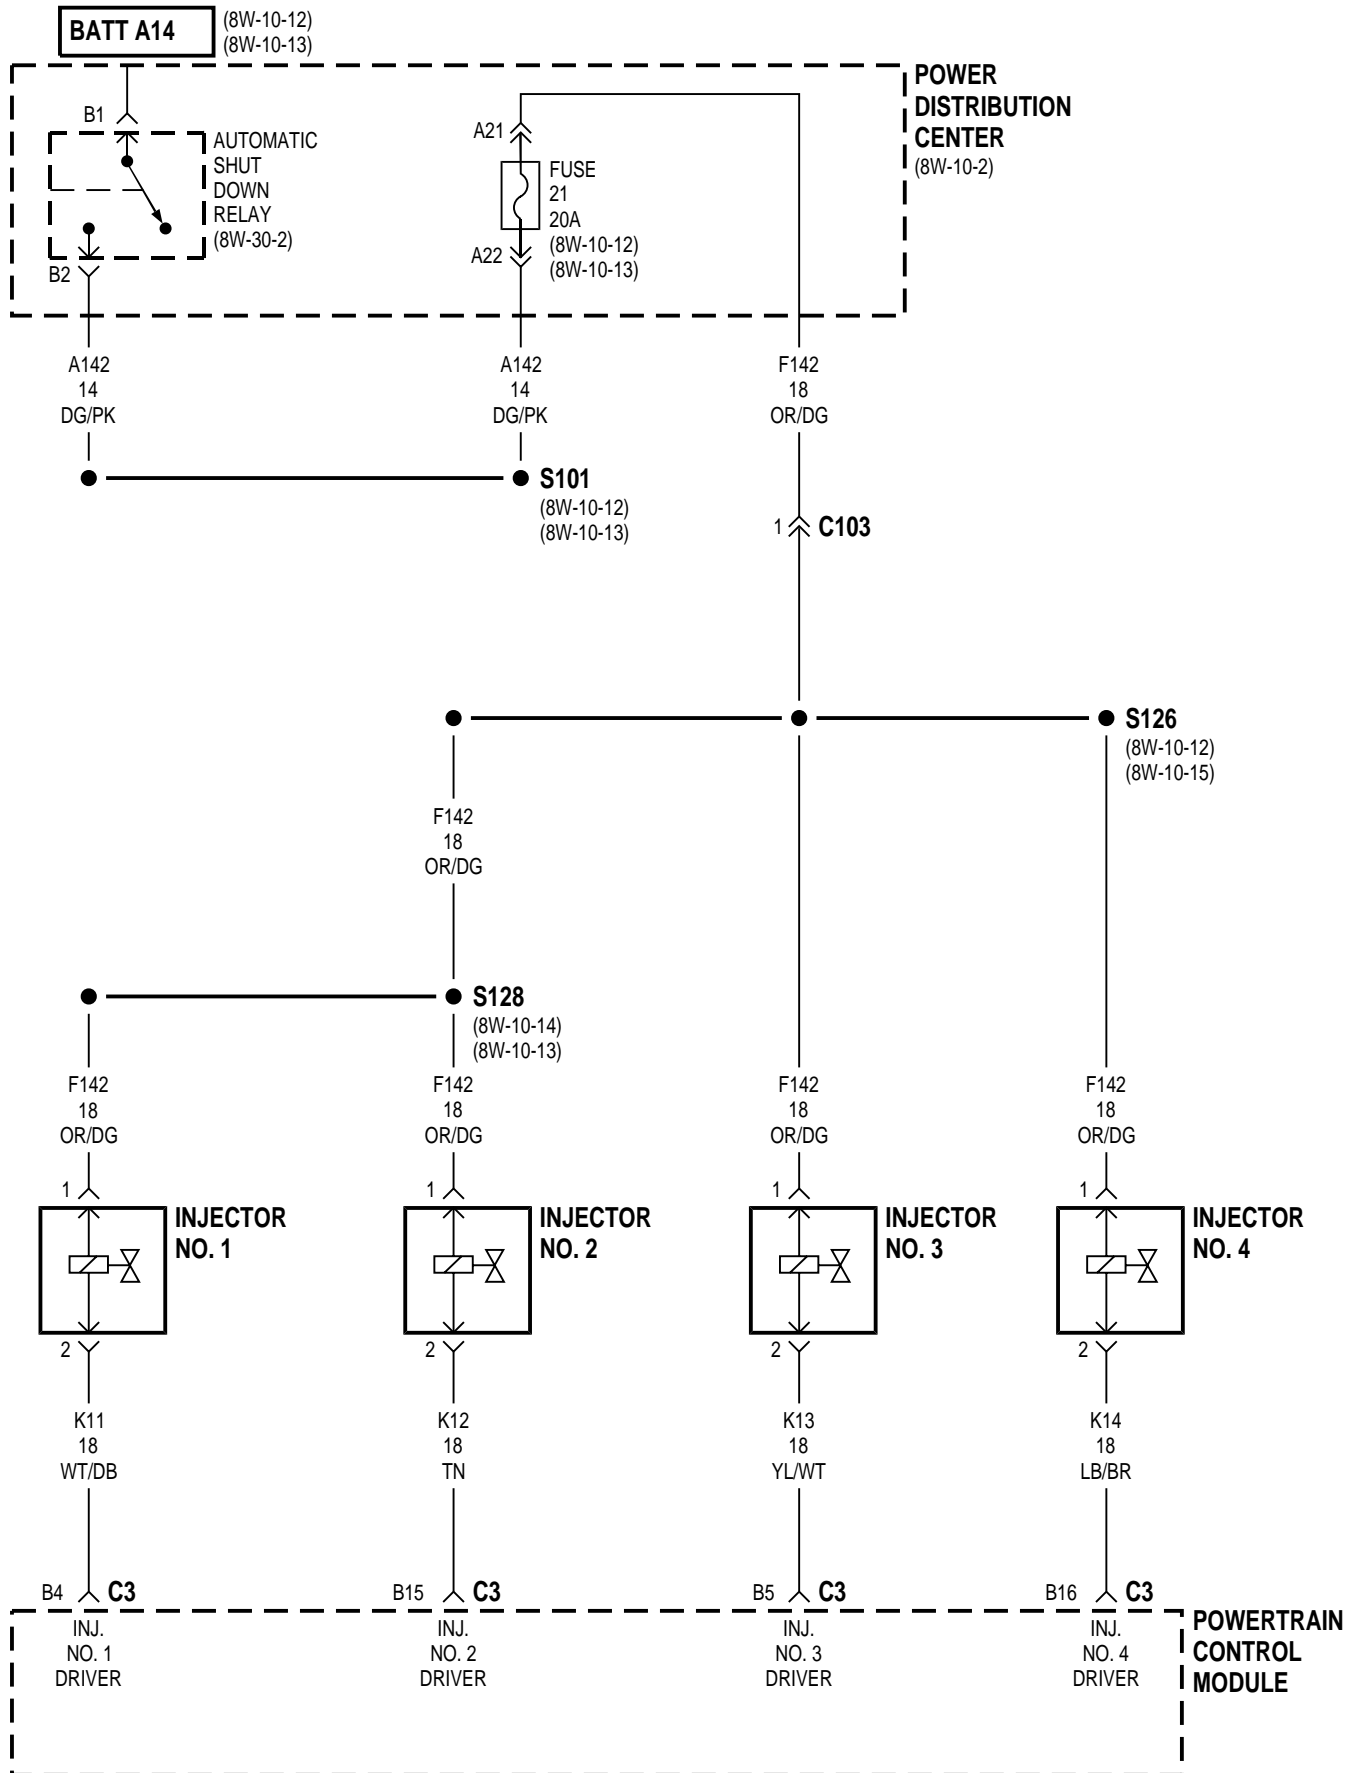 BATT A14
(8W-10-12)
(8W-10-13)
POWER
DISTRIBUTION
CENTER
(8W-10-2)
B1
AUTOMATIC
SHUT
DOWN
RELAY
(8W-30-2)
B2
A21
FUSE
21
20A
(8W-10-12)
(8W-10-13)
A22
A142
14
DG/PK
A142
14
DG/PK
F142
18
OR/DG
S101
(8W-10-12)
(8W-10-13)
1
C103
S126
(8W-10-12)
(8W-10-15)
F142
18
OR/DG
S128
(8W-10-14)
(8W-10-13)
F142
18
OR/DG
F142
18
OR/DG
F142
18
OR/DG
F142
18
OR/DG
1
INJECTOR
NO. 1
2
1
INJECTOR
NO. 2
2
1
INJECTOR
NO. 3
2
1
INJECTOR
NO. 4
2
K11
18
WT/DB
K12
18
TN
K13
18
YL/WT
K14
18
LB/BR
B4
C3
B15
C3
B5
C3
B16
C3
INJ.
NO. 1
DRIVER
INJ.
NO. 2
DRIVER
INJ.
NO. 3
DRIVER
INJ.
NO. 4
DRIVER
POWERTRAIN
CONTROL
MODULE